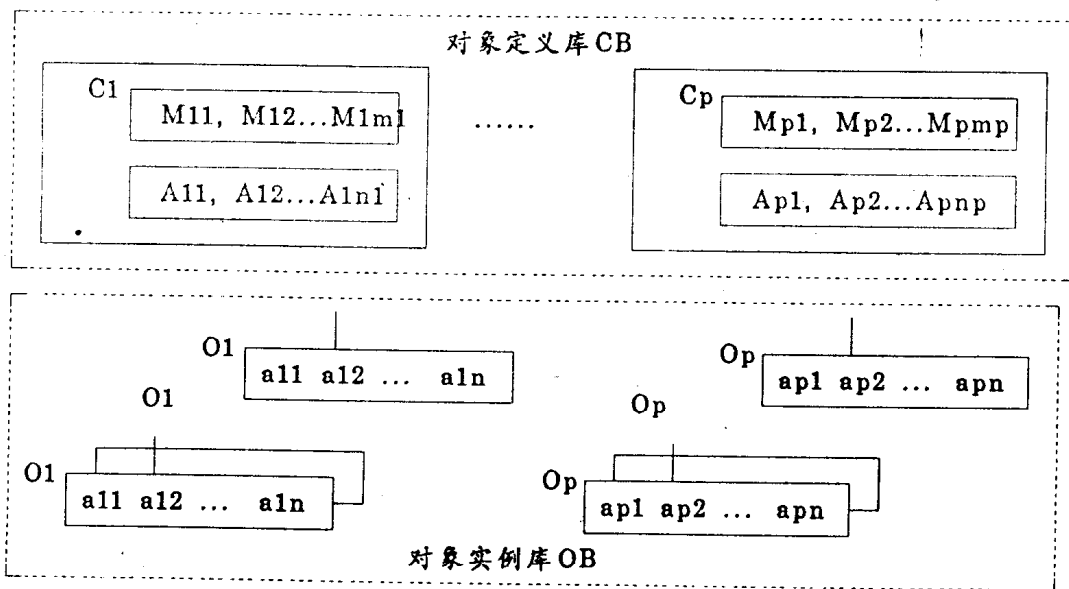 对象定义库CB
C1
M11, M12...M1m1
A11, A12...A1n1
......
Cp
Mp1, Mp2...Mpmp
Ap1, Ap2...Apnp
O1
a11 a12 ... a1n
Op
ap1 ap2 ... apn
O1
Op
O1
a11 a12 ... a1n
Op
ap1 ap2 ... apn
对象实例库OB